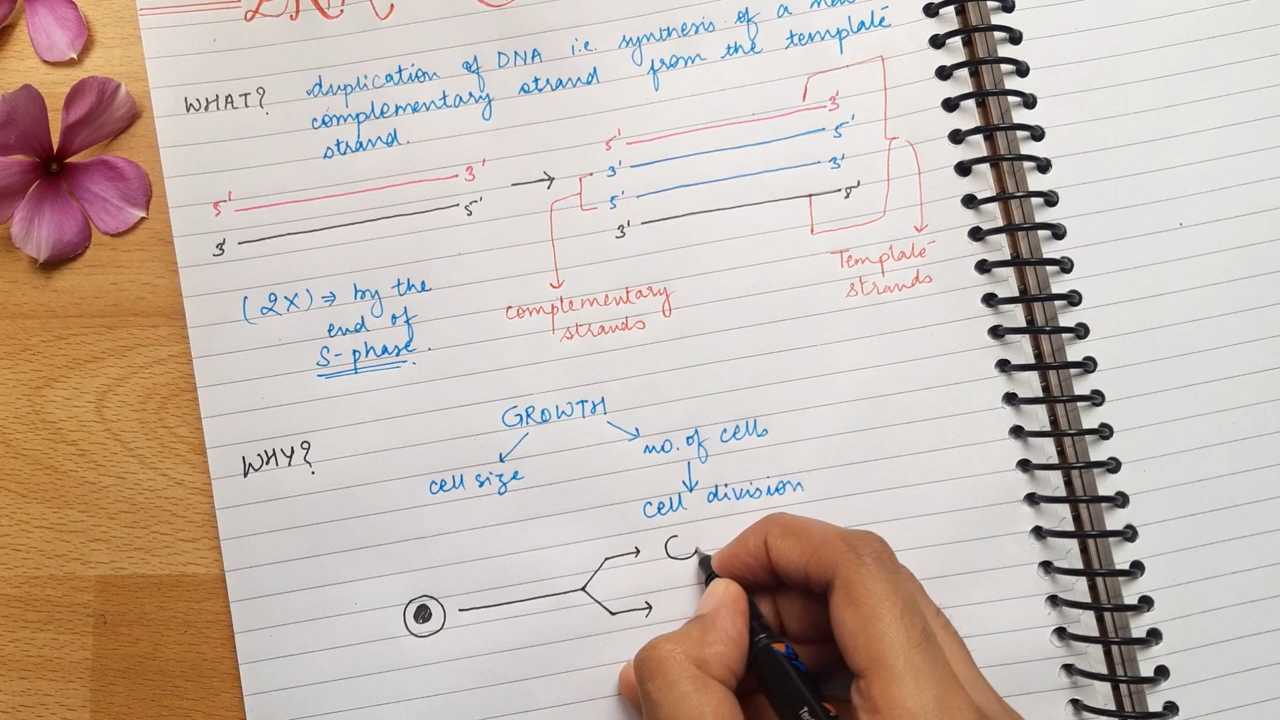 DNA
WHAT? duplication of DNA i.e. synthesis of a new
complementary strand from the template
strand.
5' 3'
3' 5'
5' 3'
3' 5'
5' 3'
3' 5'
(2X) ⇒ by the
end of
S-phase.
complementary
strands
Template
strands
WHY?
GROWTH
cell size
no. of cells
cell division